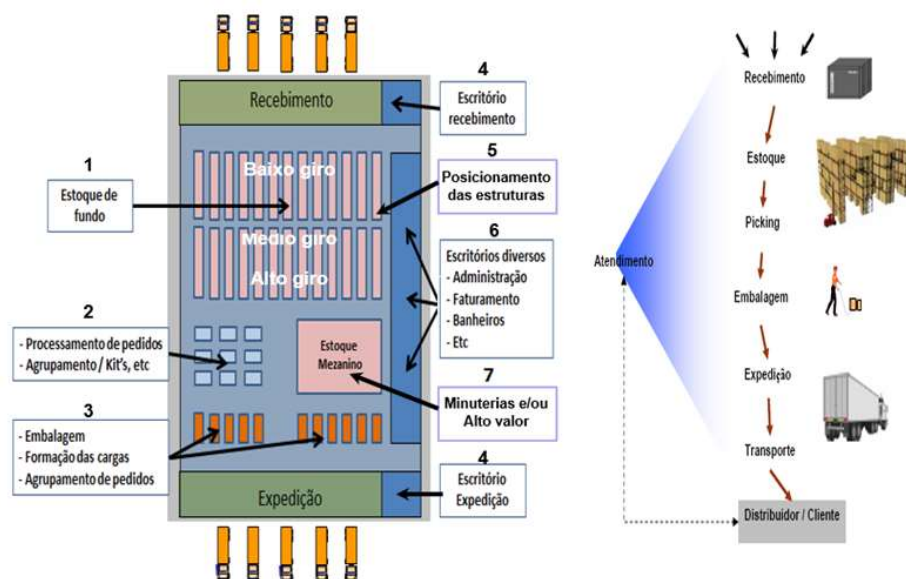 4
Recebimento
Escritório
recebimento
1
Estoque de
fundo
Baixo giro
5
Posicionamento
das estruturas
Médio giro
Alto giro
6
Escritórios diversos
- Administração
- Faturamento
- Banheiros
- Etc
2
- Processamento de pedidos
- Agrupamento / Kit's, etc
Estoque
Mezanino
7
Minuterias e/ou
Alto valor
3
- Embalagem
- Formação das cargas
- Agrupamento de pedidos
4
Expedição
Escritório
Expedição
Recebimento
Estoque
Picking
Atendimento
Embalagem
Expedição
Transporte
Distribuidor / Cliente